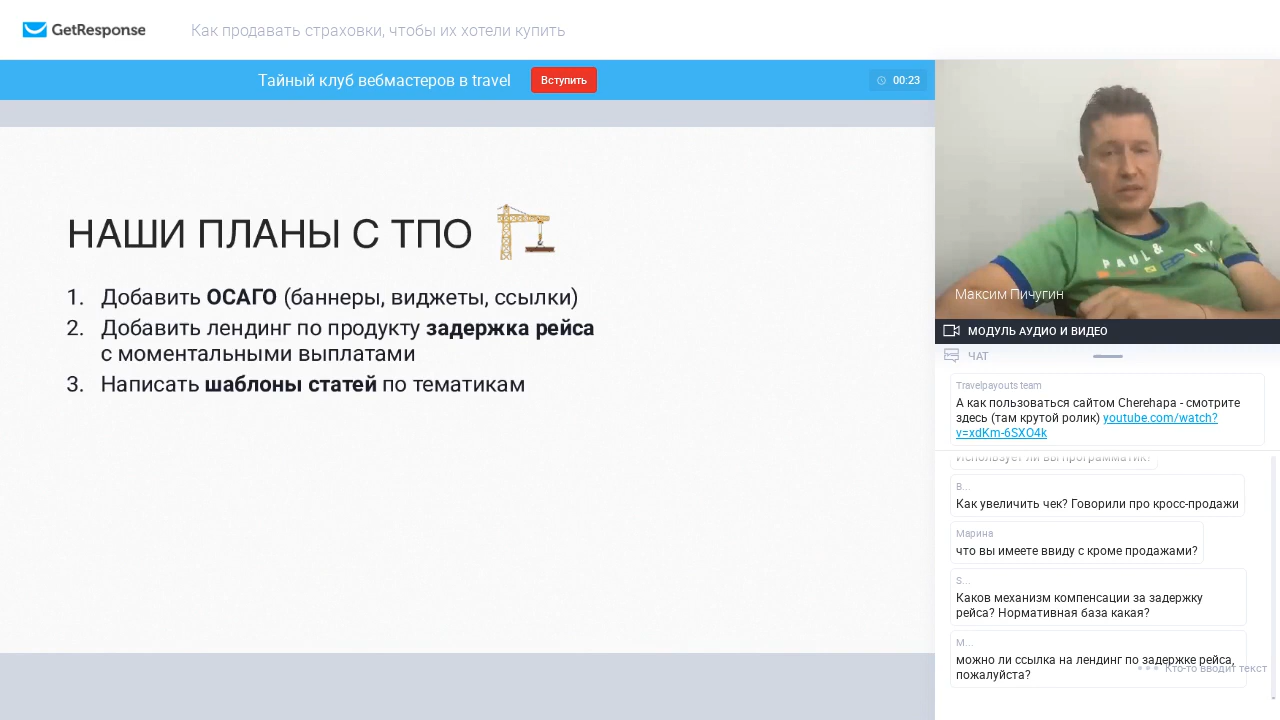 GetResponse
Как продавать страховки, чтобы их хотели купить
Тайный клуб вебмастеров в travel
Вступить
00:23
НАШИ ПЛАНЫ С ТПО
1. Добавить ОСАГО (баннеры, виджеты, ссылки)
2. Добавить лендинг по продукту задержка рейса
с моментальными выплатами
3. Написать шаблоны статей по тематикам
PAUL &
Максим Пичугин
МОДУЛЬ АУДИО И ВИДЕО
ЧАТ
Travelpayouts team
А как пользоваться сайтом Cherehapa - смотрите
здесь (там крутой ролик) youtube.com/watch?
v=xdKm-6SXO4k
Использует ли вы программатик?
В...
Как увеличить чек? Говорили про кросс-продажи
Марина
что вы имеете ввиду с кроме продажами?
S...
Каков механизм компенсации за задержку
рейса? Нормативная база какая?
М...
можно ли ссылка на лендинг по задержке рейса,
пожалуйста?
Кто-то вводит текст